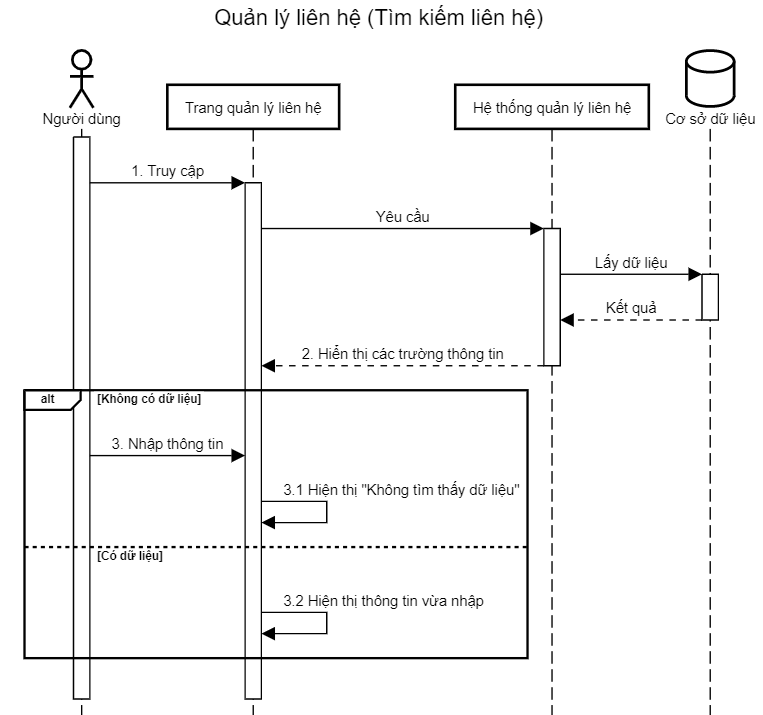 Quản lý liên hệ (Tìm kiếm liên hệ)
Người dùng
Trang quản lý liên hệ
Hệ thống quản lý liên hệ
Cơ sở dữ liệu
1. Truy cập
Yêu cầu
Lấy dữ liệu
Kết quả
2. Hiển thị các trường thông tin
alt
[Không có dữ liệu]
3. Nhập thông tin
3.1 Hiện thị "Không tìm thấy dữ liệu"
[Có dữ liệu]
3.2 Hiện thị thông tin vừa nhập